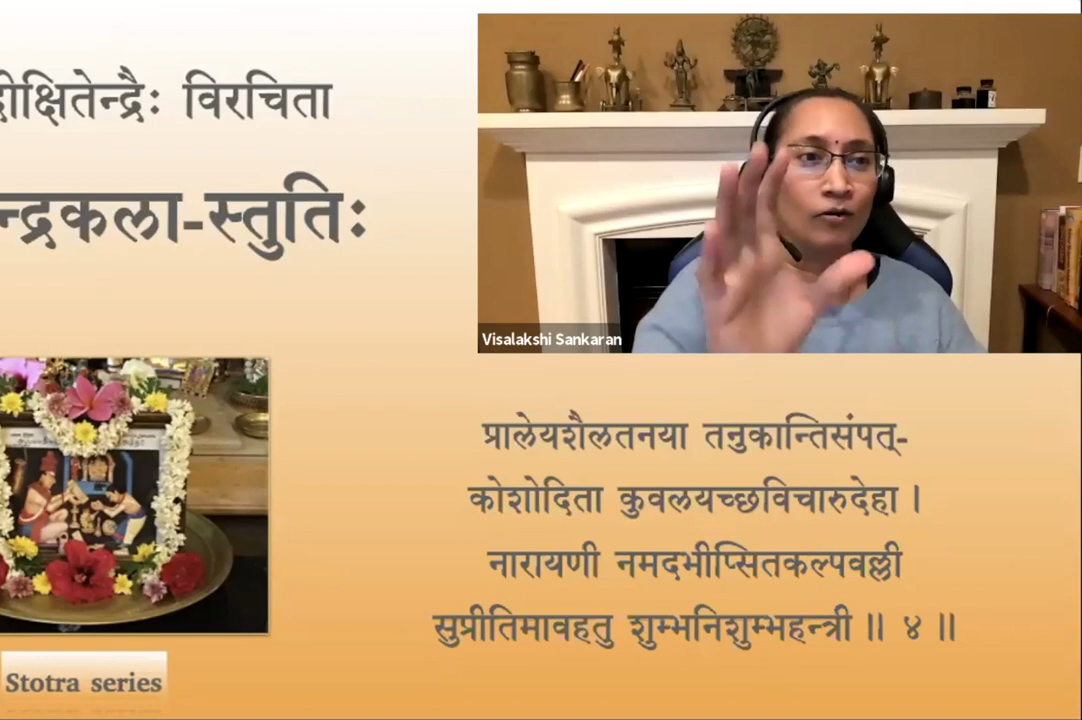 विरचिता
स्तुतिः
Visalakshi Sankaran
प्रालेयशैलतनया तनुकान्तिसंपत्-
कोशोदिता कुवलयच्छविचारुदेहा ।
नारायणी नमदभीप्सितकल्पवल्ली
सुप्रीतिमावहतु शुम्भनिशुम्भहन्त्री ॥ ४ ॥
Stotra series